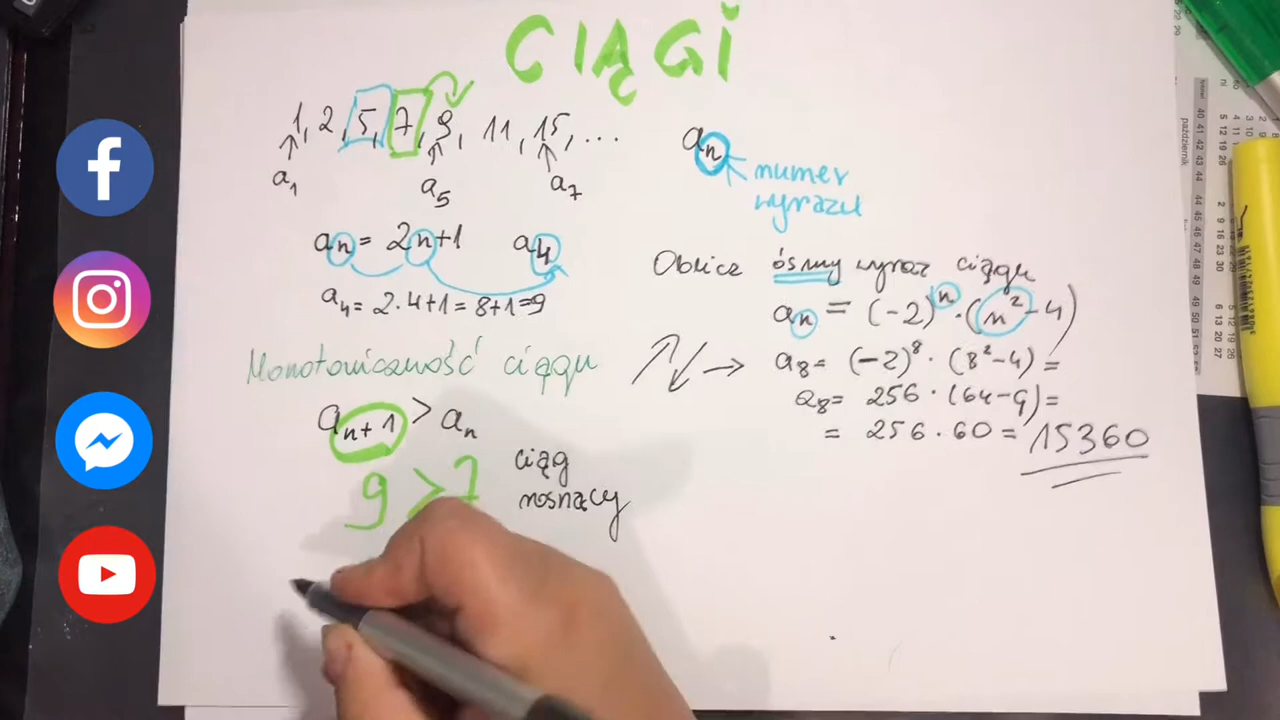 CIĄGI
1, 2, 5, 7, 9, 11, 15, ...
a₁ a₅ a₇
aₙ
numer
wyrazu
aₙ = 2n+1 a₄
a₄ = 2·4+1 = 8+1=9
Oblicz ósmy wyraz ciągu
aₙ = (-2)ⁿ · (n²-4)
a₈ = (-2)⁸ · (8²-4) =
a₈ = 256 · (64-4) =
= 256 · 60 = 15360
Monotoniczność ciągu
aₙ₊₁ > aₙ
9 > 7
ciąg
rosnący
październik